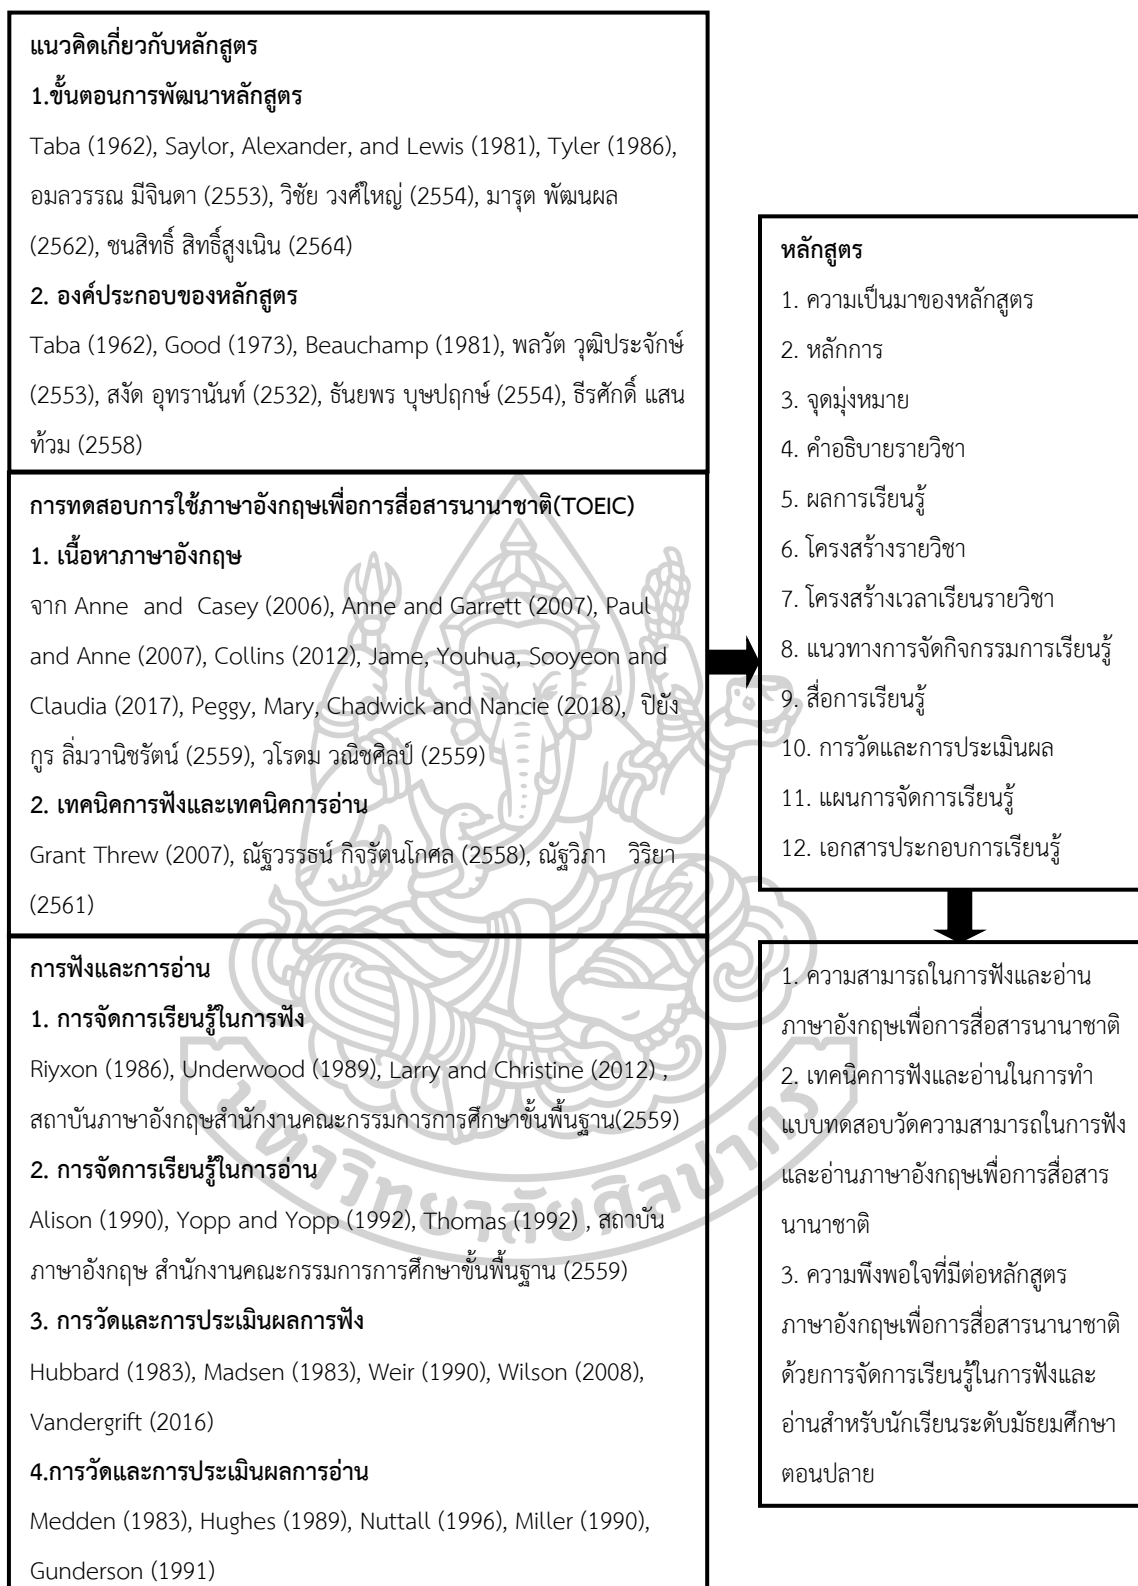 แนวคิดเกี่ยวกับหลักสูตร
1.ขั้นตอนการพัฒนาหลักสูตร
Taba (1962), Saylor, Alexander, and Lewis (1981), Tyler (1986),
อมลวรรณ มีจินดา (2553), วิชัย วงศ์ใหญ่ (2554), มารุต พัฒนผล
(2562), ชนสิทธิ์ สิทธิ์สูงเนิน (2564)
2. องค์ประกอบของหลักสูตร
Taba (1962), Good (1973), Beauchamp (1981), พลวัต วุฒิประจักษ์
(2553), สงัด อุทรานันท์ (2532), ธันยพร บุษปฤกษ์ (2554), ธีรศักดิ์ แสน
ท้วม (2558)
การทดสอบการใช้ภาษาอังกฤษเพื่อการสื่อสารนานาชาติ(TOEIC)
1. เนื้อหาภาษาอังกฤษ
จาก Anne and Casey (2006), Anne and Garrett (2007), Paul
and Anne (2007), Collins (2012), Jame, Youhua, Sooyeon and
Claudia (2017), Peggy, Mary, Chadwick and Nancie (2018), ปิยัง
กูร ลิ่มวานิชรัตน์ (2559), วโรดม วณิชศิลป์ (2559)
2. เทคนิคการฟังและเทคนิคการอ่าน
Grant Threw (2007), ณัฐวรรธน์ กิจรัตนโกศล (2558), ณัฐวิภา วิริยา
(2561)
การฟังและการอ่าน
1. การจัดการเรียนรู้ในการฟัง
Riyxon (1986), Underwood (1989), Larry and Christine (2012) ,
สถาบันภาษาอังกฤษสำนักงานคณะกรรมการการศึกษาขั้นพื้นฐาน(2559)
2. การจัดการเรียนรู้ในการอ่าน
Alison (1990), Yopp and Yopp (1992), Thomas (1992) , สถาบัน
ภาษาอังกฤษ สำนักงานคณะกรรมการการศึกษาขั้นพื้นฐาน (2559)
3. การวัดและการประเมินผลการฟัง
Hubbard (1983), Madsen (1983), Weir (1990), Wilson (2008),
Vandergrift (2016)
4.การวัดและการประเมินผลการอ่าน
Medden (1983), Hughes (1989), Nuttall (1996), Miller (1990),
Gunderson (1991)
หลักสูตร
1. ความเป็นมาของหลักสูตร
2. หลักการ
3. จุดมุ่งหมาย
4. คำอธิบายรายวิชา
5. ผลการเรียนรู้
6. โครงสร้างรายวิชา
7. โครงสร้างเวลาเรียนรายวิชา
8. แนวทางการจัดกิจกรรมการเรียนรู้
9. สื่อการเรียนรู้
10. การวัดและการประเมินผล
11. แผนการจัดการเรียนรู้
12. เอกสารประกอบการเรียนรู้
1. ความสามารถในการฟังและอ่าน
ภาษาอังกฤษเพื่อการสื่อสารนานาชาติ
2. เทคนิคการฟังและอ่านในการทำ
แบบทดสอบวัดความสามารถในการฟัง
และอ่านภาษาอังกฤษเพื่อการสื่อสาร
นานาชาติ
3. ความพึงพอใจที่มีต่อหลักสูตร
ภาษาอังกฤษเพื่อการสื่อสารนานาชาติ
ด้วยการจัดการเรียนรู้ในการฟังและ
อ่านสำหรับนักเรียนระดับมัธยมศึกษา
ตอนปลาย
มหาวิทยาลัยศิลปากร